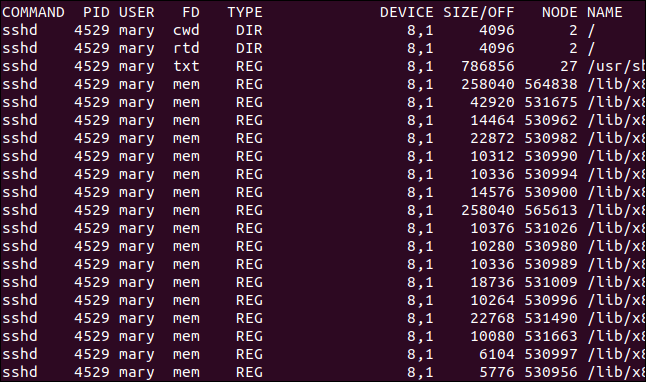 COMMAND PID USER FD TYPE DEVICE SIZE/OFF NODE NAME
sshd 4529 mary cwd DIR 8,1 4096 2 /
sshd 4529 mary rtd DIR 8,1 4096 2 /
sshd 4529 mary txt REG 8,1 786856 27 /usr/sb
sshd 4529 mary mem REG 8,1 258040 564838 /lib/x8
sshd 4529 mary mem REG 8,1 42920 531675 /lib/x8
sshd 4529 mary mem REG 8,1 14464 530962 /lib/x8
sshd 4529 mary mem REG 8,1 22872 530982 /lib/x8
sshd 4529 mary mem REG 8,1 10312 530990 /lib/x8
sshd 4529 mary mem REG 8,1 10336 530994 /lib/x8
sshd 4529 mary mem REG 8,1 14576 530900 /lib/x8
sshd 4529 mary mem REG 8,1 258040 565613 /lib/x8
sshd 4529 mary mem REG 8,1 10376 531026 /lib/x8
sshd 4529 mary mem REG 8,1 10280 530980 /lib/x8
sshd 4529 mary mem REG 8,1 10336 530989 /lib/x8
sshd 4529 mary mem REG 8,1 18736 531009 /lib/x8
sshd 4529 mary mem REG 8,1 10264 530996 /lib/x8
sshd 4529 mary mem REG 8,1 22768 531490 /lib/x8
sshd 4529 mary mem REG 8,1 10080 531663 /lib/x8
sshd 4529 mary mem REG 8,1 6104 530997 /lib/x8
sshd 4529 mary mem REG 8,1 5776 530956 /lib/x8